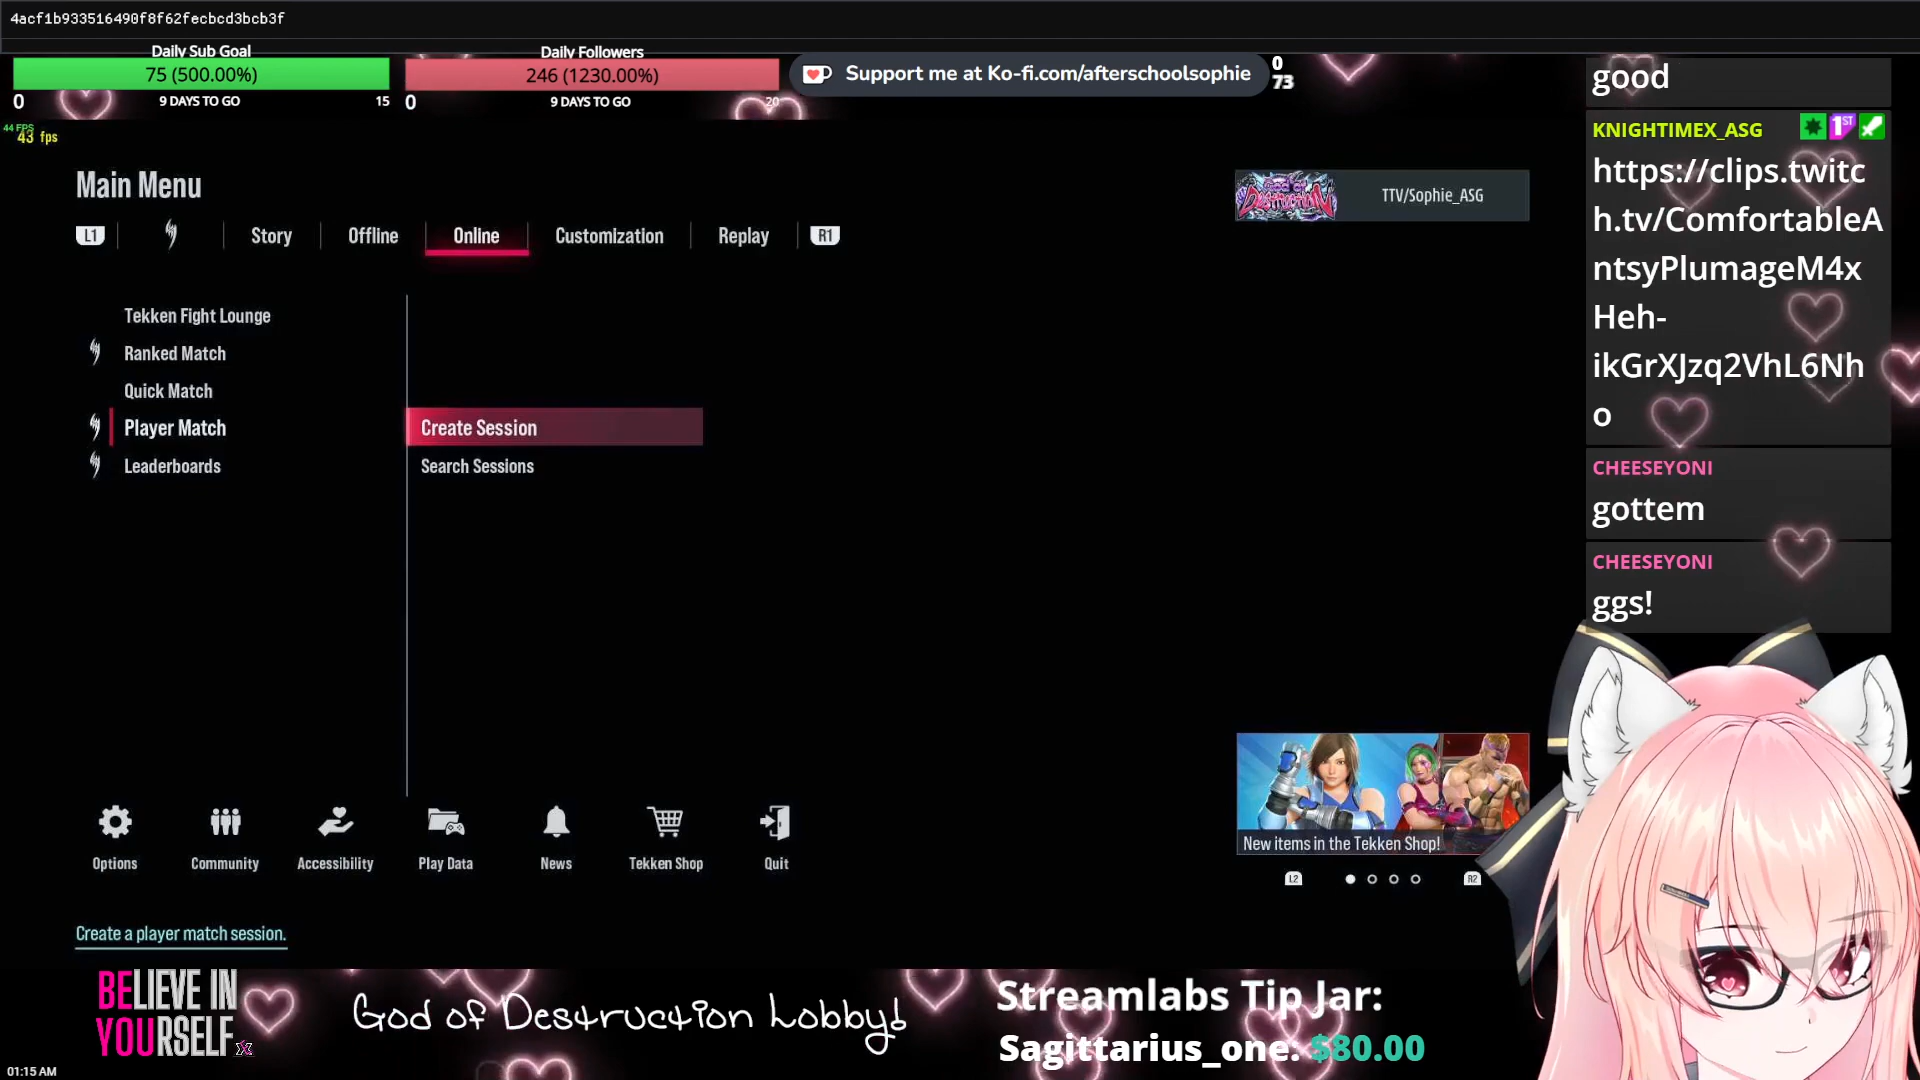 4acf1b933516490f8f62fecbcd3bcb3f
Daily Sub Goal
75 (500.00%)
0
9 DAYS TO GO
15
Daily Followers
246 (1230.00%)
0
9 DAYS TO GO
20
Support me at Ko-fi.com/afterschoolsophie
0
73
44 FPS
43 fps
Main Menu
TTV/Sophie_ASG
L1
Story
Offline
Online
Customization
Replay
R1
Tekken Fight Lounge
Ranked Match
Quick Match
Player Match
Leaderboards
Create Session
Search Sessions
good
KNIGHTIMEX_ASG
1ST
https://clips.twitc
h.tv/ComfortableA
ntsyPlumageM4x
Heh-
ikGrXJzq2VhL6Nh
o
CHEESEYONI
gottem
CHEESEYONI
ggs!
New items in the Tekken Shop!
L2
R2
Options
Community
Accessibility
Play Data
News
Tekken Shop
Quit
Create a player match session.
BELIEVE IN
YOURSELF
God of Destruction Lobby!
Streamlabs Tip Jar:
Sagittarius_one: $80.00
01:15 AM